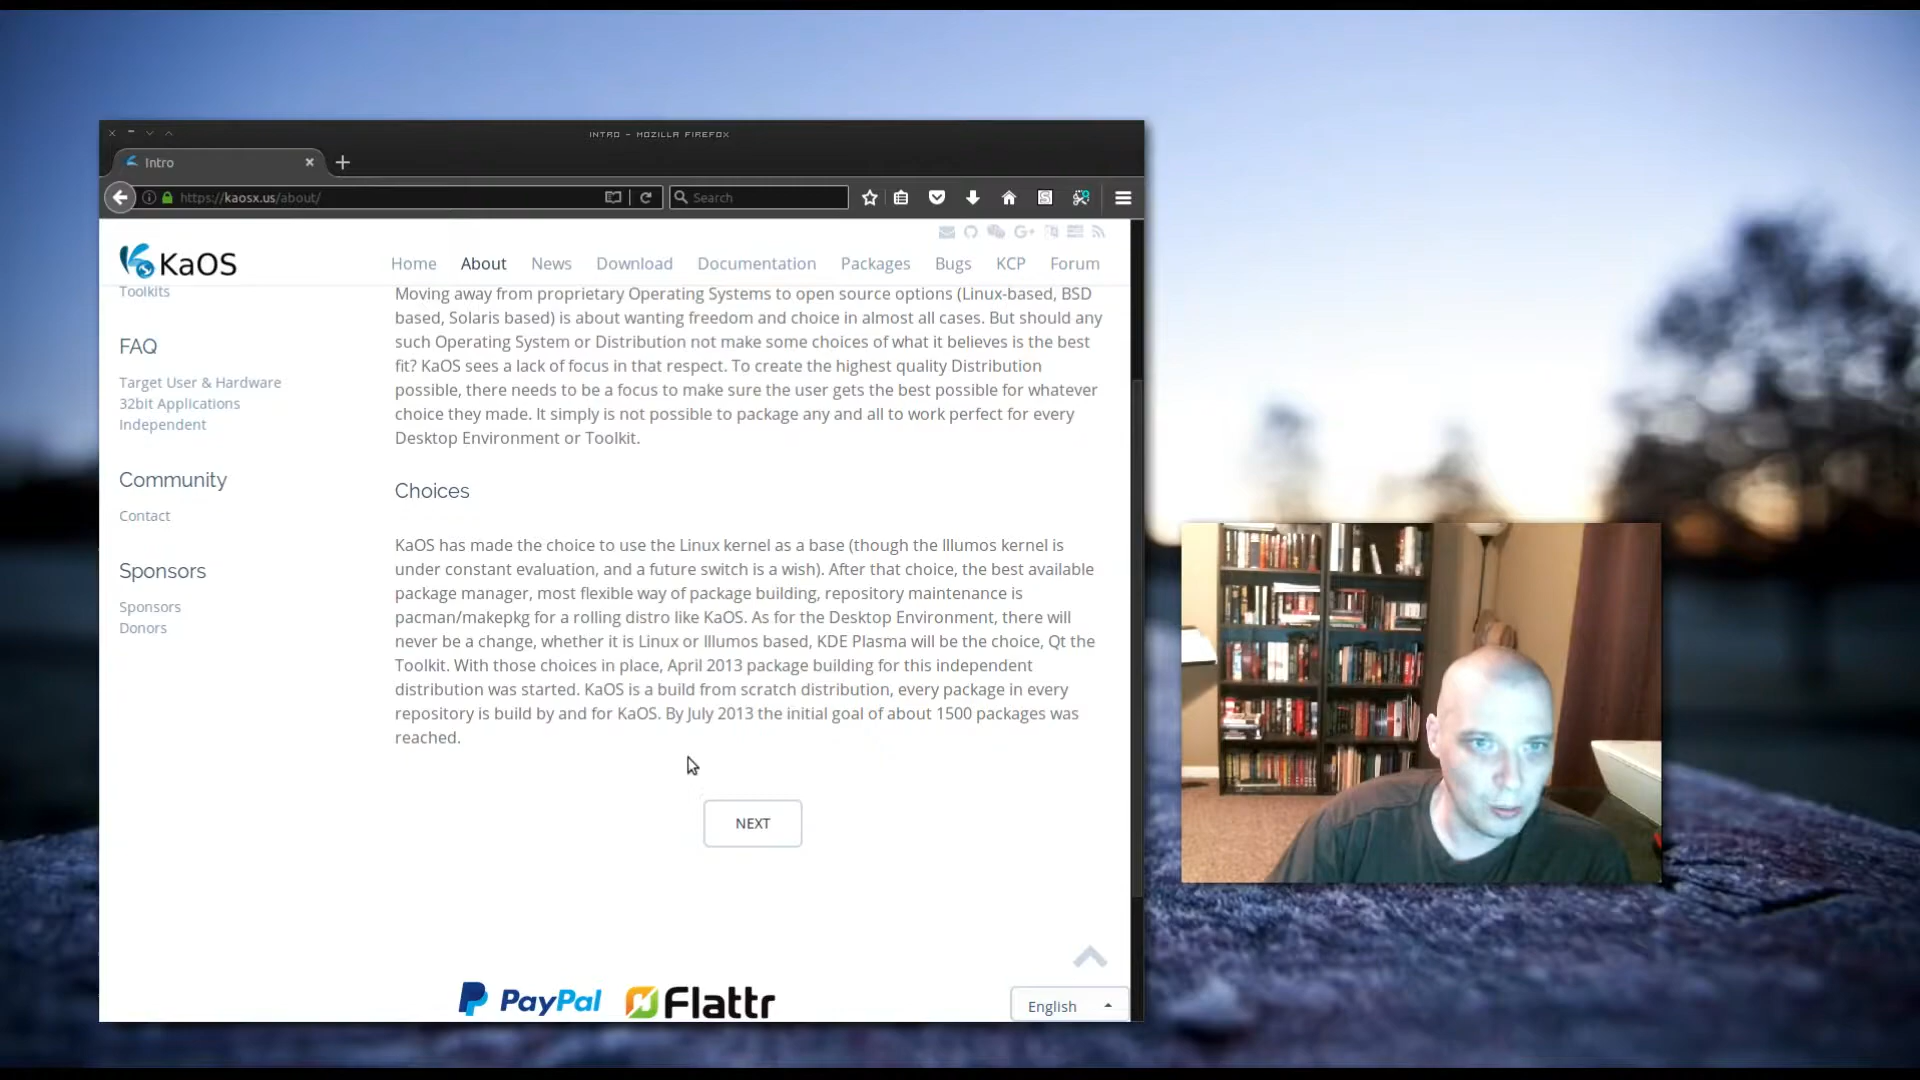 INTRO - MOZILLA FIREFOX
Intro
https://kaosx.us/about/
Search
KaOS
Home About News Download Documentation Packages Bugs KCP Forum
Toolkits
FAQ
Target User & Hardware
32bit Applications
Independent
Community
Contact
Sponsors
Sponsors
Donors
Moving away from proprietary Operating Systems to open source options (Linux-based, BSD
based, Solaris based) is about wanting freedom and choice in almost all cases. But should any
such Operating System or Distribution not make some choices of what it believes is the best
fit? KaOS sees a lack of focus in that respect. To create the highest quality Distribution
possible, there needs to be a focus to make sure the user gets the best possible for whatever
choice they made. It simply is not possible to package any and all to work perfect for every
Desktop Environment or Toolkit.
Choices
KaOS has made the choice to use the Linux kernel as a base (though the Illumos kernel is
under constant evaluation, and a future switch is a wish). After that choice, the best available
package manager, most flexible way of package building, repository maintenance is
pacman/makepkg for a rolling distro like KaOS. As for the Desktop Environment, there will
never be a change, whether it is Linux or Illumos based, KDE Plasma will be the choice, Qt the
Toolkit. With those choices in place, April 2013 package building for this independent
distribution was started. KaOS is a build from scratch distribution, every package in every
repository is build by and for KaOS. By July 2013 the initial goal of about 1500 packages was
reached.
NEXT
PayPal Flattr
English